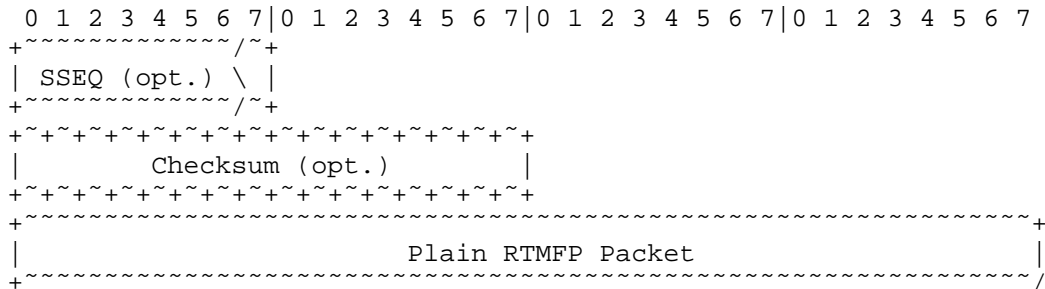 0 1 2 3 4 5 6 7|0 1 2 3 4 5 6 7|0 1 2 3 4 5 6 7|0 1 2 3 4 5 6 7
+~~~~~~~~~~~~~/~+
| SSEQ (opt.) \ |
+~~~~~~~~~~~~~/~+
+~+~+~+~+~+~+~+~+~+~+~+~+~+~+~+~+
| Checksum (opt.) |
+~+~+~+~+~+~+~+~+~+~+~+~+~+~+~+~+
+~~~~~~~~~~~~~~~~~~~~~~~~~~~~~~~~~~~~~~~~~~~~~~~~~~~~~~~~~~~~~~~+
| Plain RTMFP Packet |
+~~~~~~~~~~~~~~~~~~~~~~~~~~~~~~~~~~~~~~~~~~~~~~~~~~~~~~~~~~~~~~~/